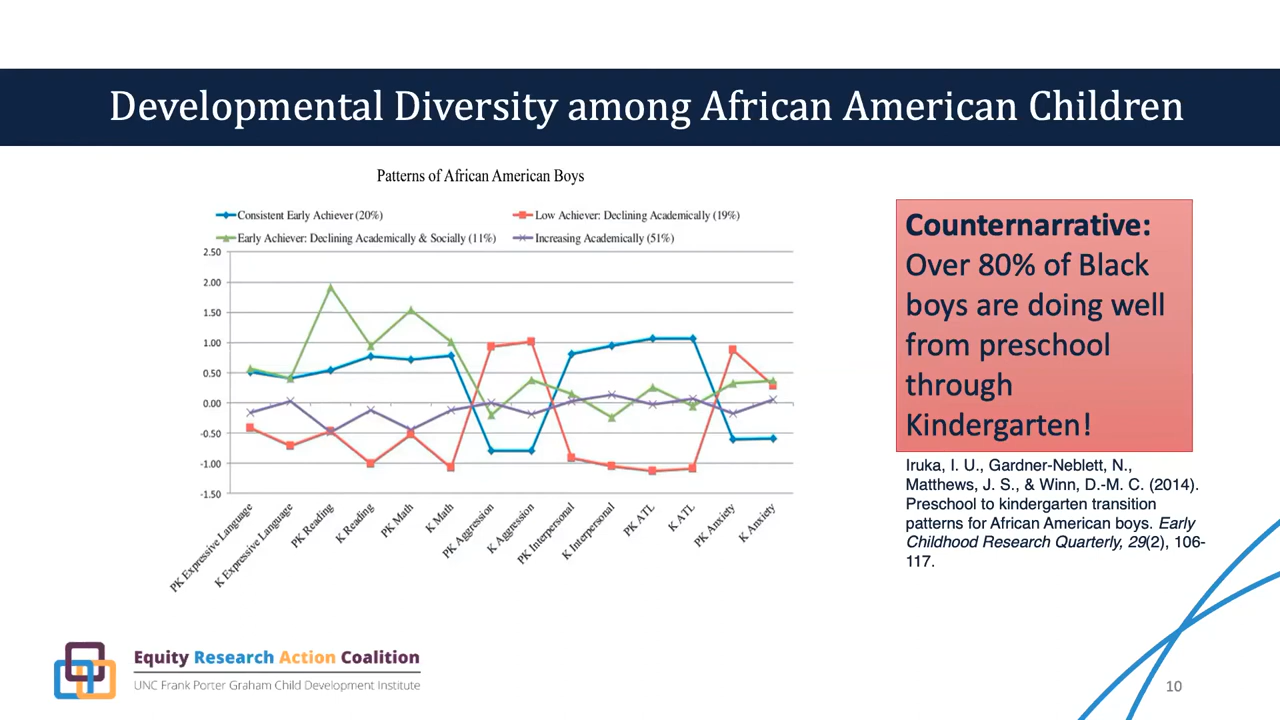 Developmental Diversity among African American Children
Patterns of African American Boys
Consistent Early Achiever (20%)
Low Achiever: Declining Academically (19%)
Early Achiever: Declining Academically & Socially (11%)
Increasing Academically (51%)
2.50
2.00
1.50
1.00
0.50
0.00
-0.50
-1.00
-1.50
PK Expressive Language
K Expressive Language
PK Reading
K Reading
PK Math
K Math
PK Aggression
K Aggression
PK Interpersonal
K Interpersonal
PK ATL
K ATL
PK Anxiety
K Anxiety
Counternarrative:
Over 80% of Black
boys are doing well
from preschool
through
Kindergarten!
Iruka, I. U., Gardner-Neblett, N.,
Matthews, J. S., & Winn, D.-M. C. (2014).
Preschool to kindergarten transition
patterns for African American boys. Early
Childhood Research Quarterly, 29(2), 106-
117.
Equity Research Action Coalition
UNC Frank Porter Graham Child Development Institute
10